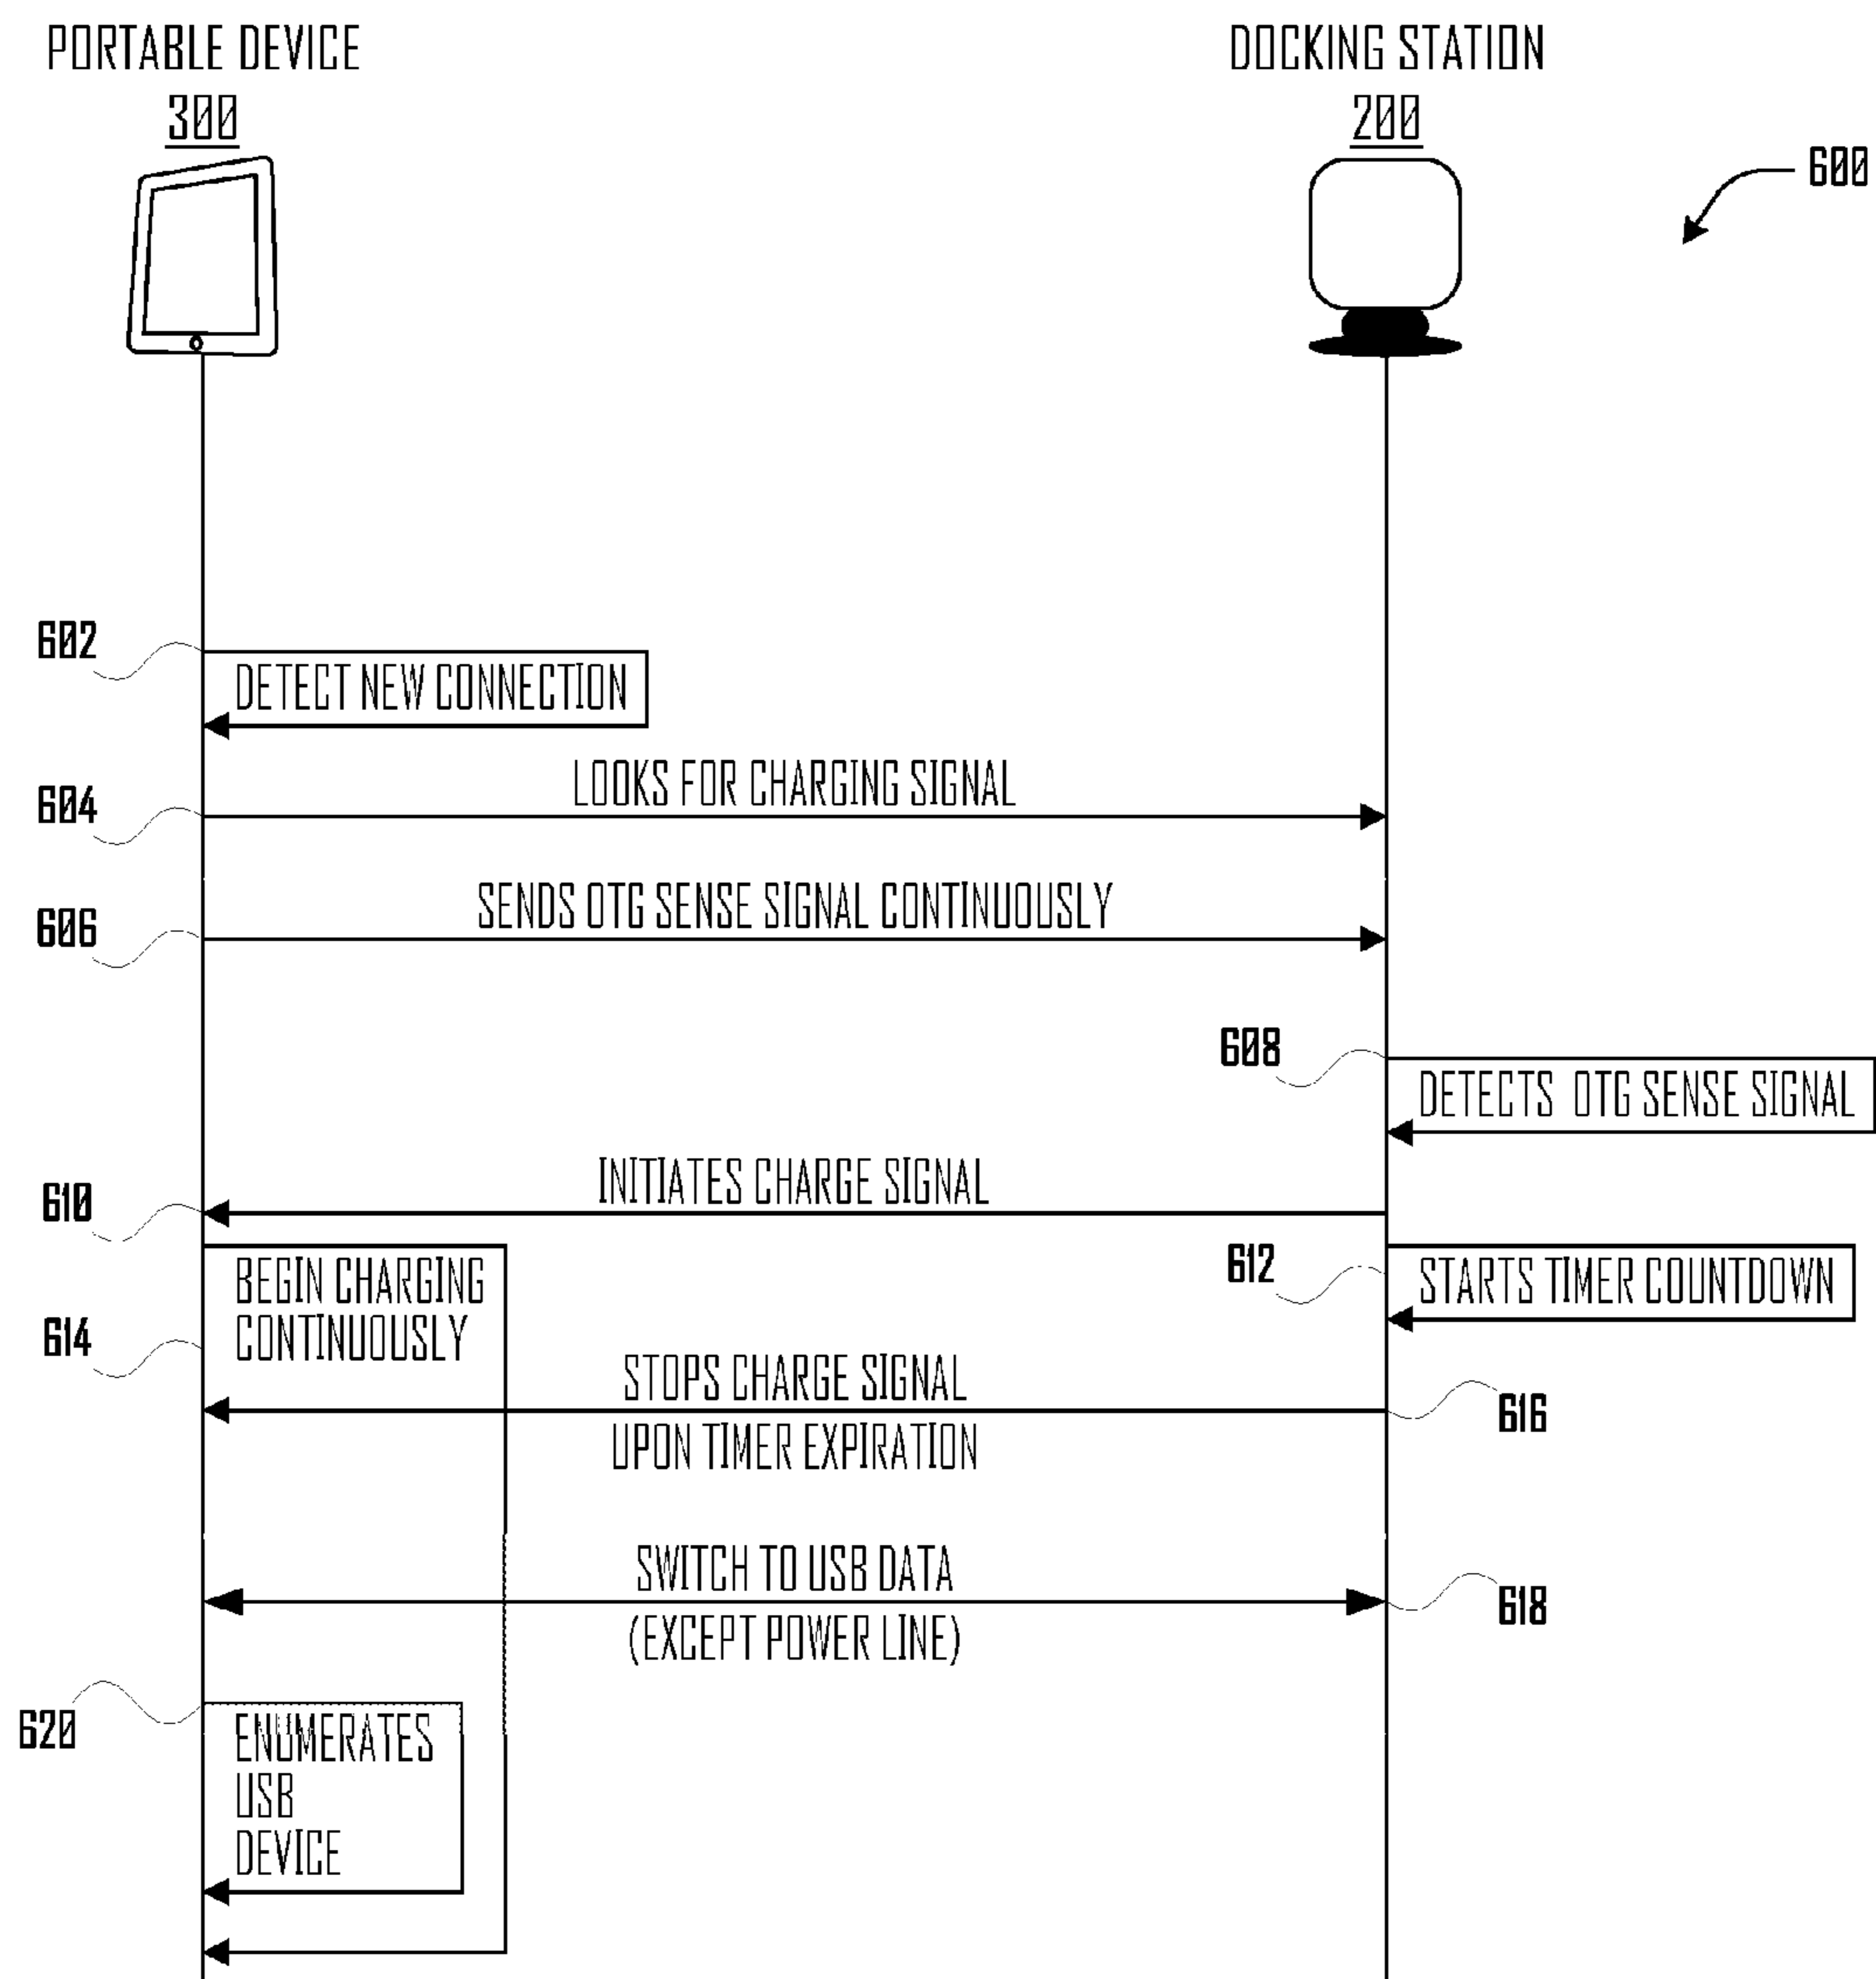 PORTABLE DEVICE
300
DOCKING STATION
200
600
602
DETECT NEW CONNECTION
604
LOOKS FOR CHARGING SIGNAL
606
SENDS OTG SENSE SIGNAL CONTINUOUSLY
608
DETECTS OTG SENSE SIGNAL
610
INITIATES CHARGE SIGNAL
612
STARTS TIMER COUNTDOWN
614
BEGIN CHARGING
CONTINUOUSLY
STOPS CHARGE SIGNAL
UPON TIMER EXPIRATION
616
SWITCH TO USB DATA
(EXCEPT POWER LINE)
618
620
ENUMERATES
USB
DEVICE